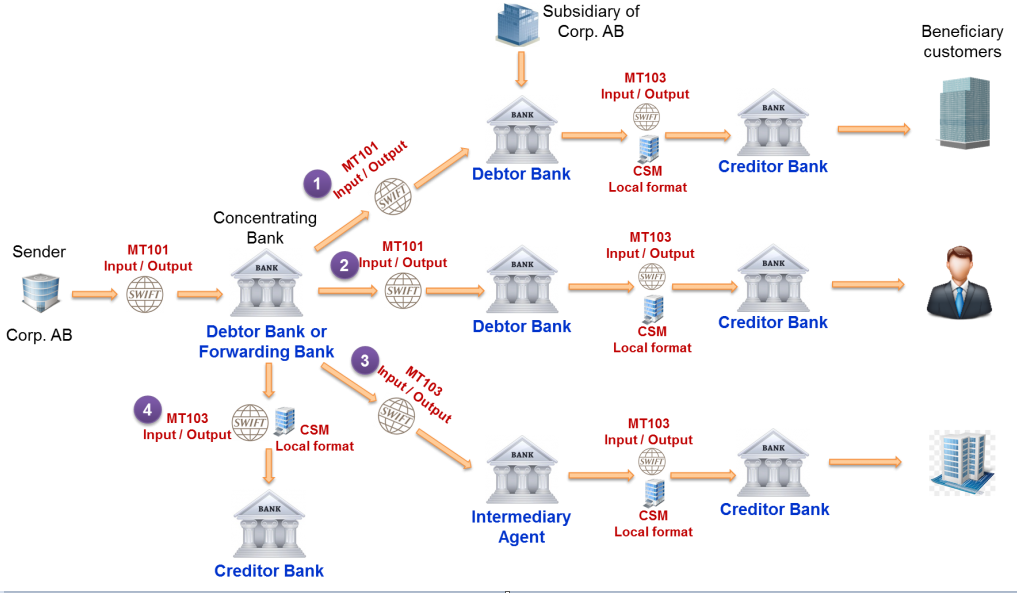 Subsidiary of
Corp. AB
Beneficiary
customers
MT103
Input / Output
SWIFT
BANK
BANK
CSM
Local format
Debtor Bank
Creditor Bank
1
MT101
Input / Output
SWIFT
Concentrating
Bank
Sender
MT101
Input / Output
SWIFT
Corp. AB
BANK
Debtor Bank or
Forwarding Bank
2
MT101
Input / Output
SWIFT
BANK
Debtor Bank
MT103
Input / Output
SWIFT
CSM
Local format
BANK
Creditor Bank
3
MT103
Input / Output
SWIFT
BANK
Intermediary
Agent
MT103
Input / Output
SWIFT
CSM
Local format
BANK
Creditor Bank
4
MT103
Input / Output
SWIFT
CSM
Local format
BANK
Creditor Bank